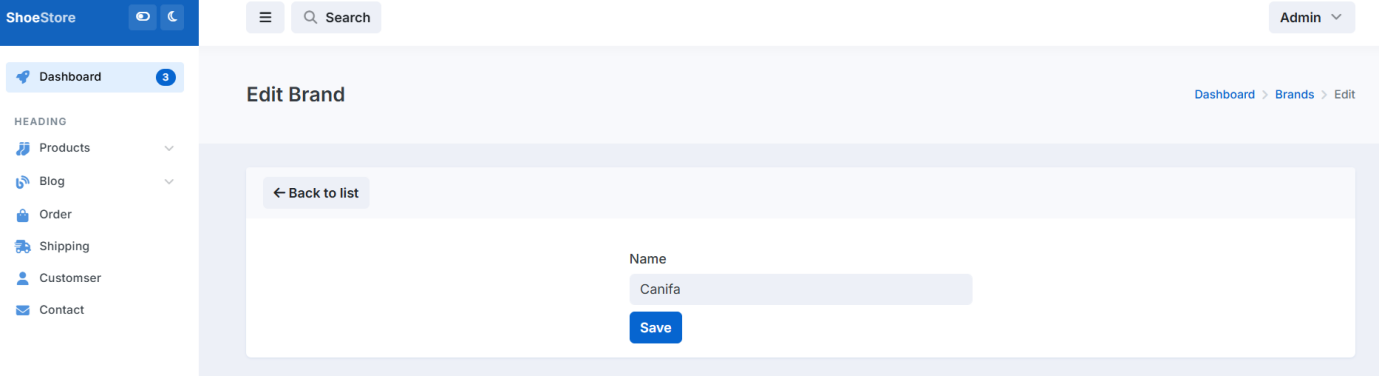 ShoeStore
Search
Admin
Dashboard 3
Edit Brand
Dashboard > Brands > Edit
HEADING
Products
Blog
Order
Shipping
Customser
Contact
← Back to list
Name
Canifa
Save